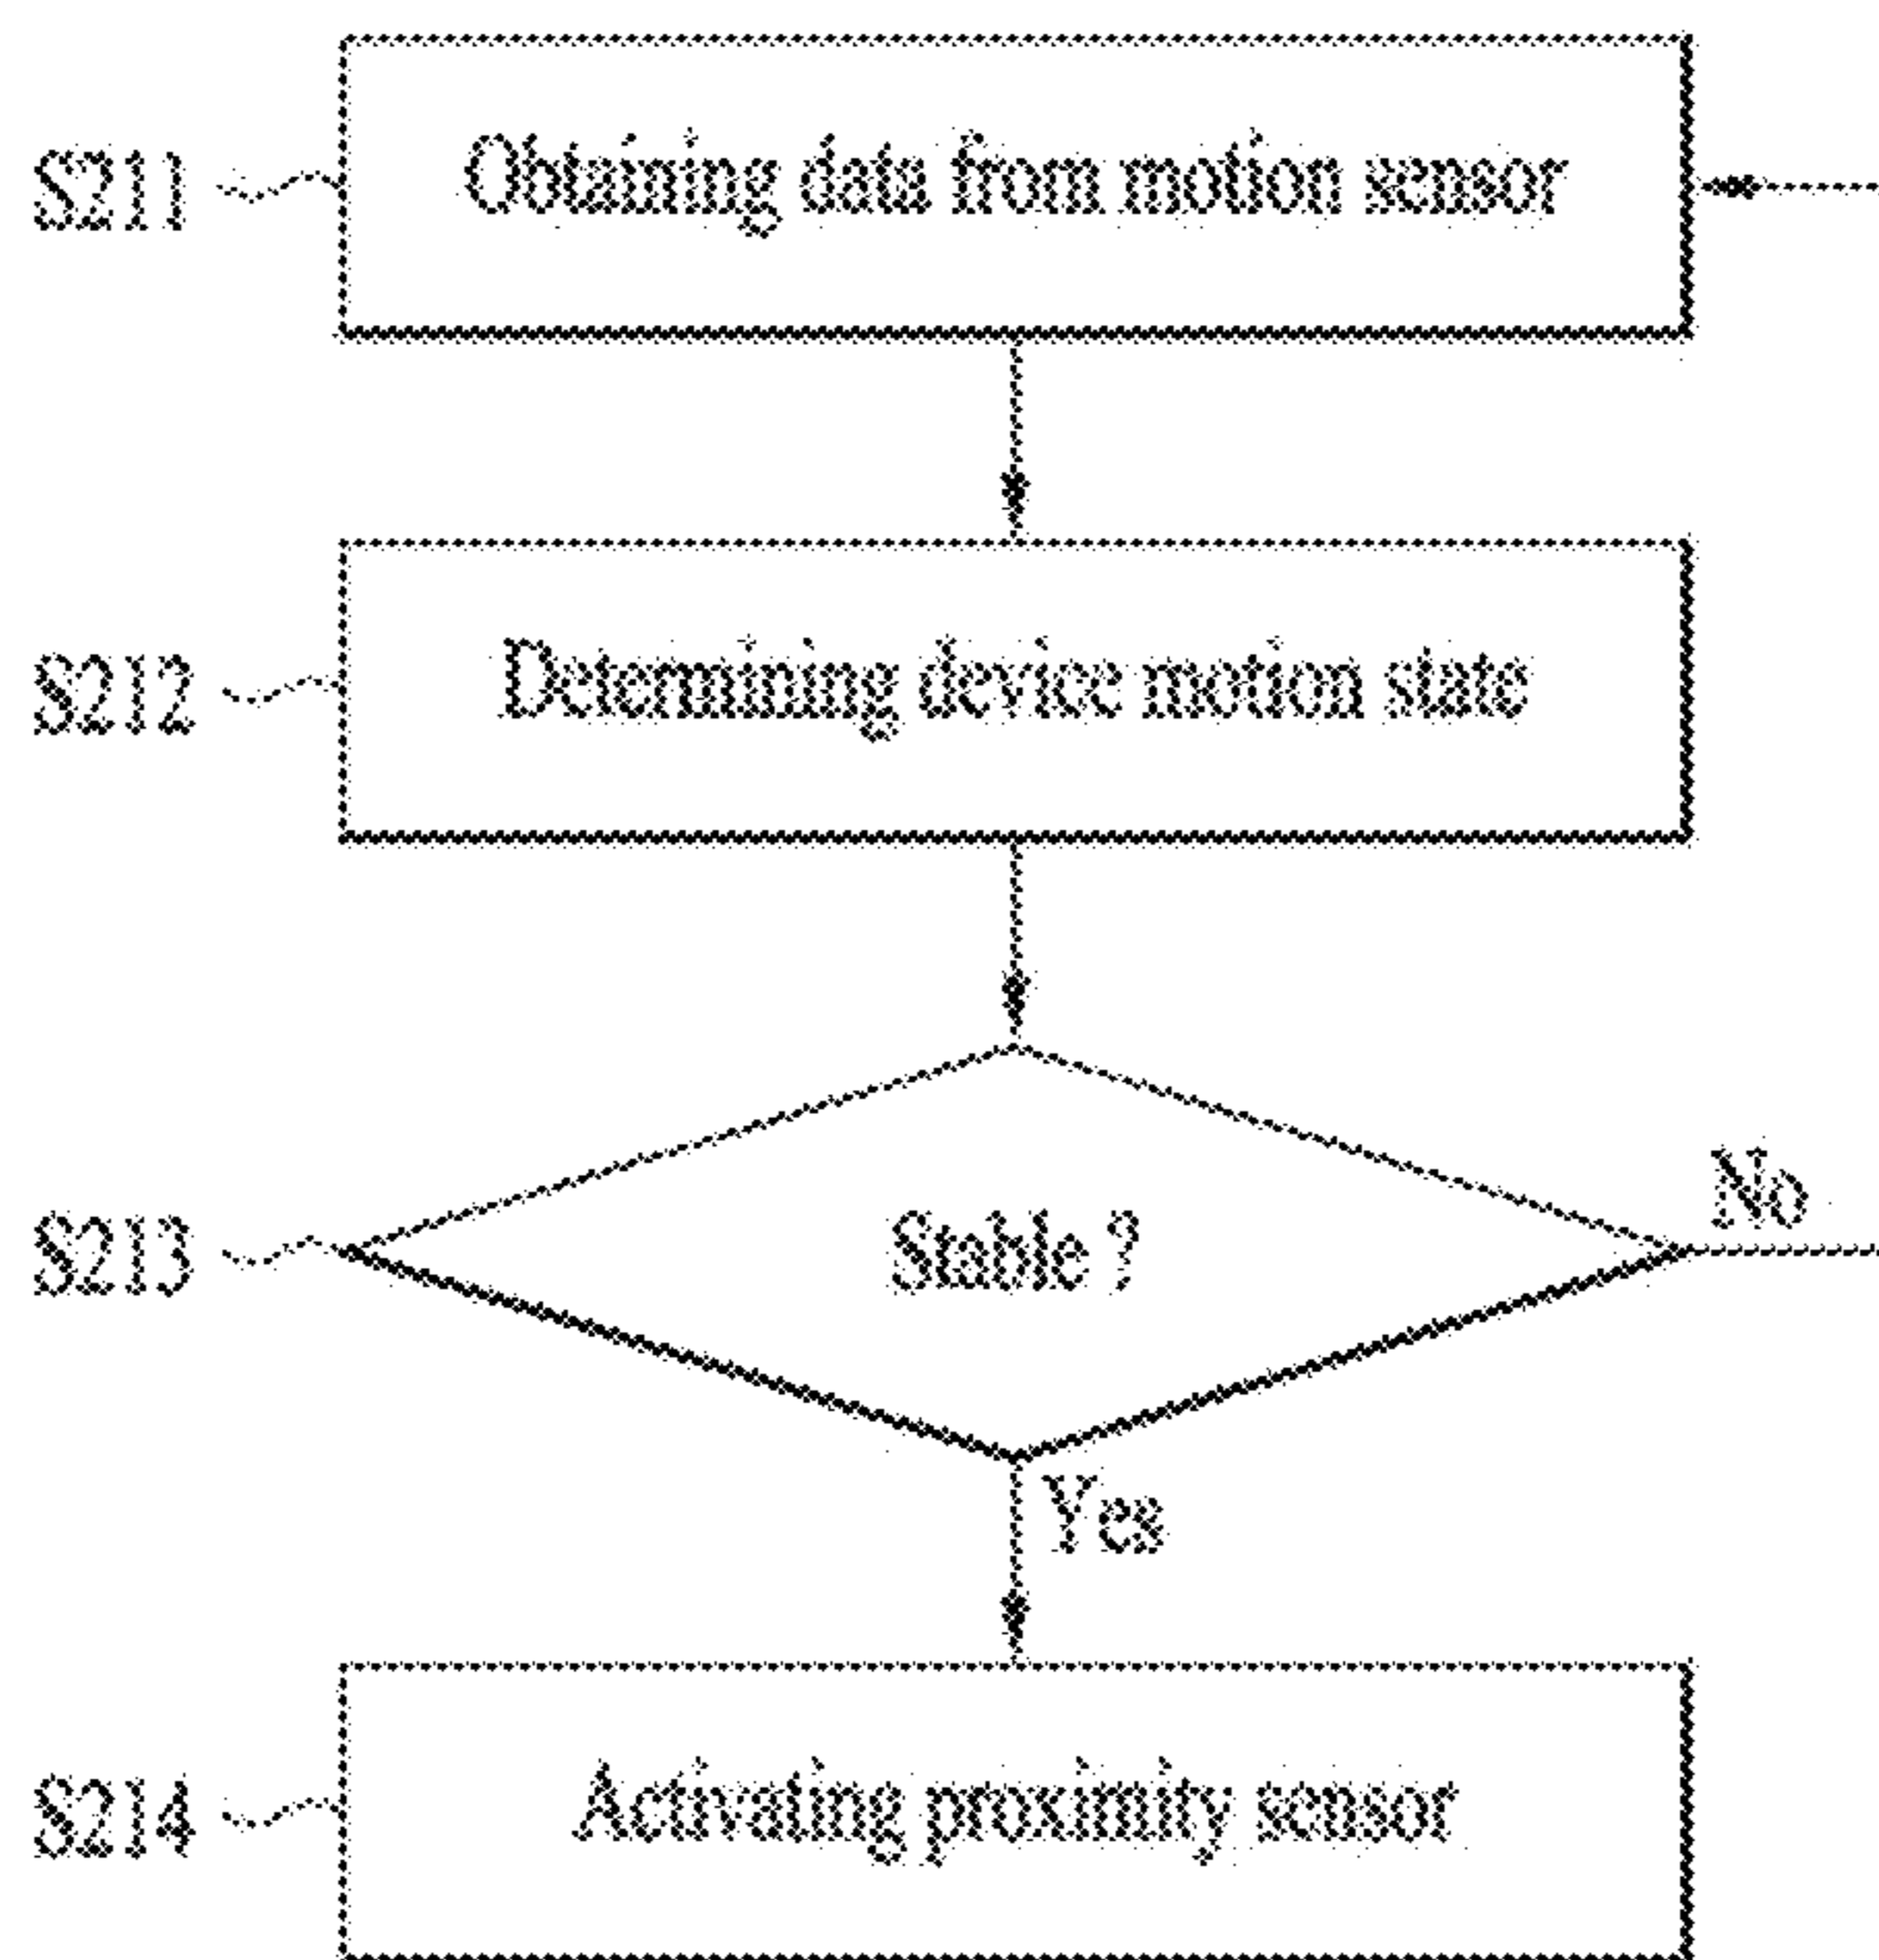 S211 Obtaining data from motion sensor
S212 Determining device motion state
S213 Stable ? No
Yes
S214 Activating proximity sensor